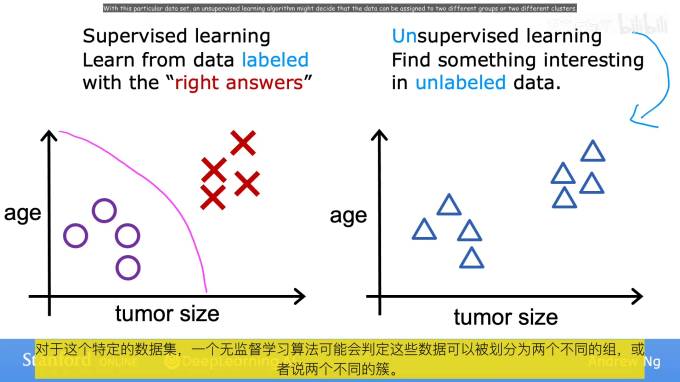 With this particular data set, an unsupervised learning algorithm might decide that the data can be assigned to two different groups or two different clusters
bilibili
Supervised learning
Learn from data labeled
with the “right answers”
Unsupervised learning
Find something interesting
in unlabeled data.
age
tumor size
age
tumor size
Stanford ONLINE
DeepLearning
Andrew Ng
对于这个特定的数据集，一个无监督学习算法可能会判定这些数据可以被划分为两个不同的组，或
者说两个不同的簇。